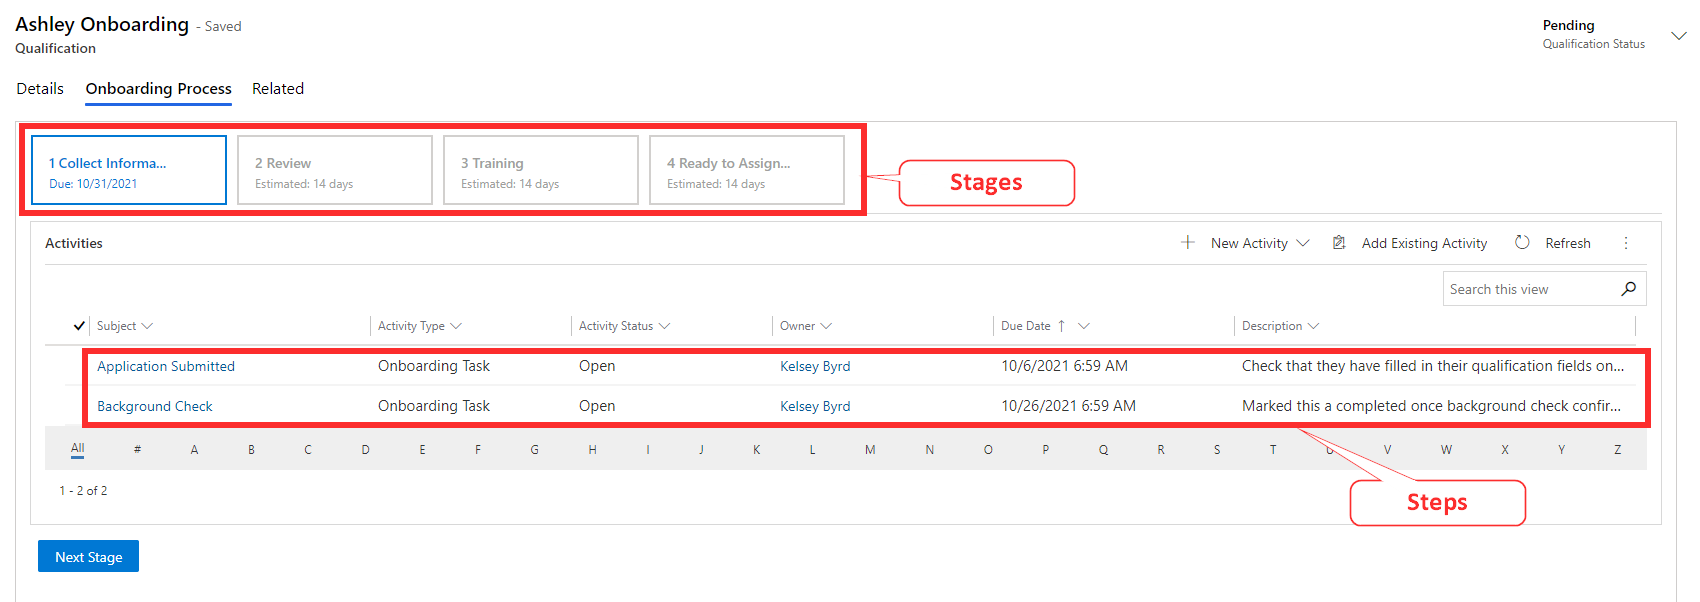 Ashley Onboarding - Saved
Qualification
Pending
Qualification Status
Details Onboarding Process Related
1 Collect Informa...
Due: 10/31/2021
2 Review
Estimated: 14 days
3 Training
Estimated: 14 days
4 Ready to Assign...
Estimated: 14 days
Stages
Activities
New Activity Add Existing Activity Refresh
Search this view
Subject Activity Type Activity Status Owner Due Date ↑ Description
Application Submitted Onboarding Task Open Kelsey Byrd 10/6/2021 6:59 AM Check that they have filled in their qualification fields on...
Background Check Onboarding Task Open Kelsey Byrd 10/26/2021 6:59 AM Marked this a completed once background check confir...
All # A B C D E F G H I J K L M N O P Q R S T U V W X Y Z
1 - 2 of 2
Steps
Next Stage